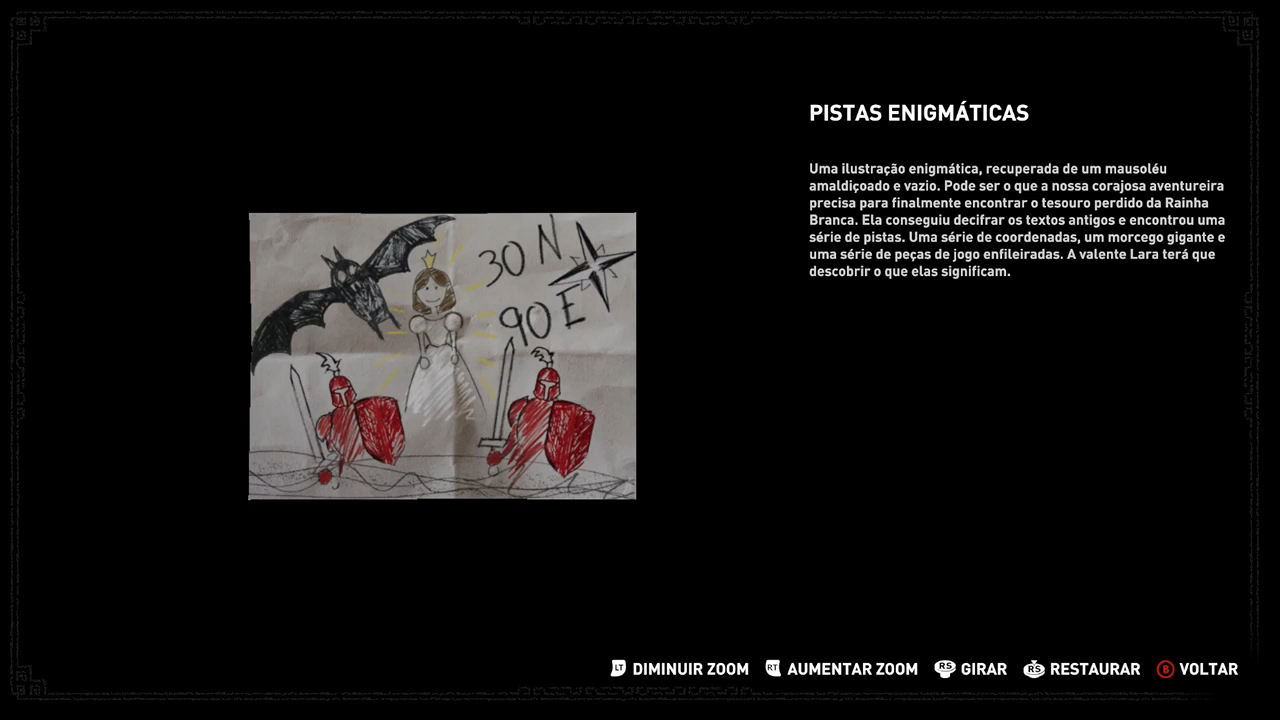 PISTAS ENIGMÁTICAS
Uma ilustração enigmática, recuperada de um mausoléu
amaldiçoado e vazio. Pode ser o que a nossa corajosa aventureira
precisa para finalmente encontrar o tesouro perdido da Rainha
Branca. Ela conseguiu decifrar os textos antigos e encontrou uma
série de pistas. Uma série de coordenadas, um morcego gigante e
uma série de peças de jogo enfileiradas. A valente Lara terá que
descobrir o que elas significam.
30 N
90 E
LT DIMINUIR ZOOM RT AUMENTAR ZOOM RS GIRAR RS RESTAURAR B VOLTAR